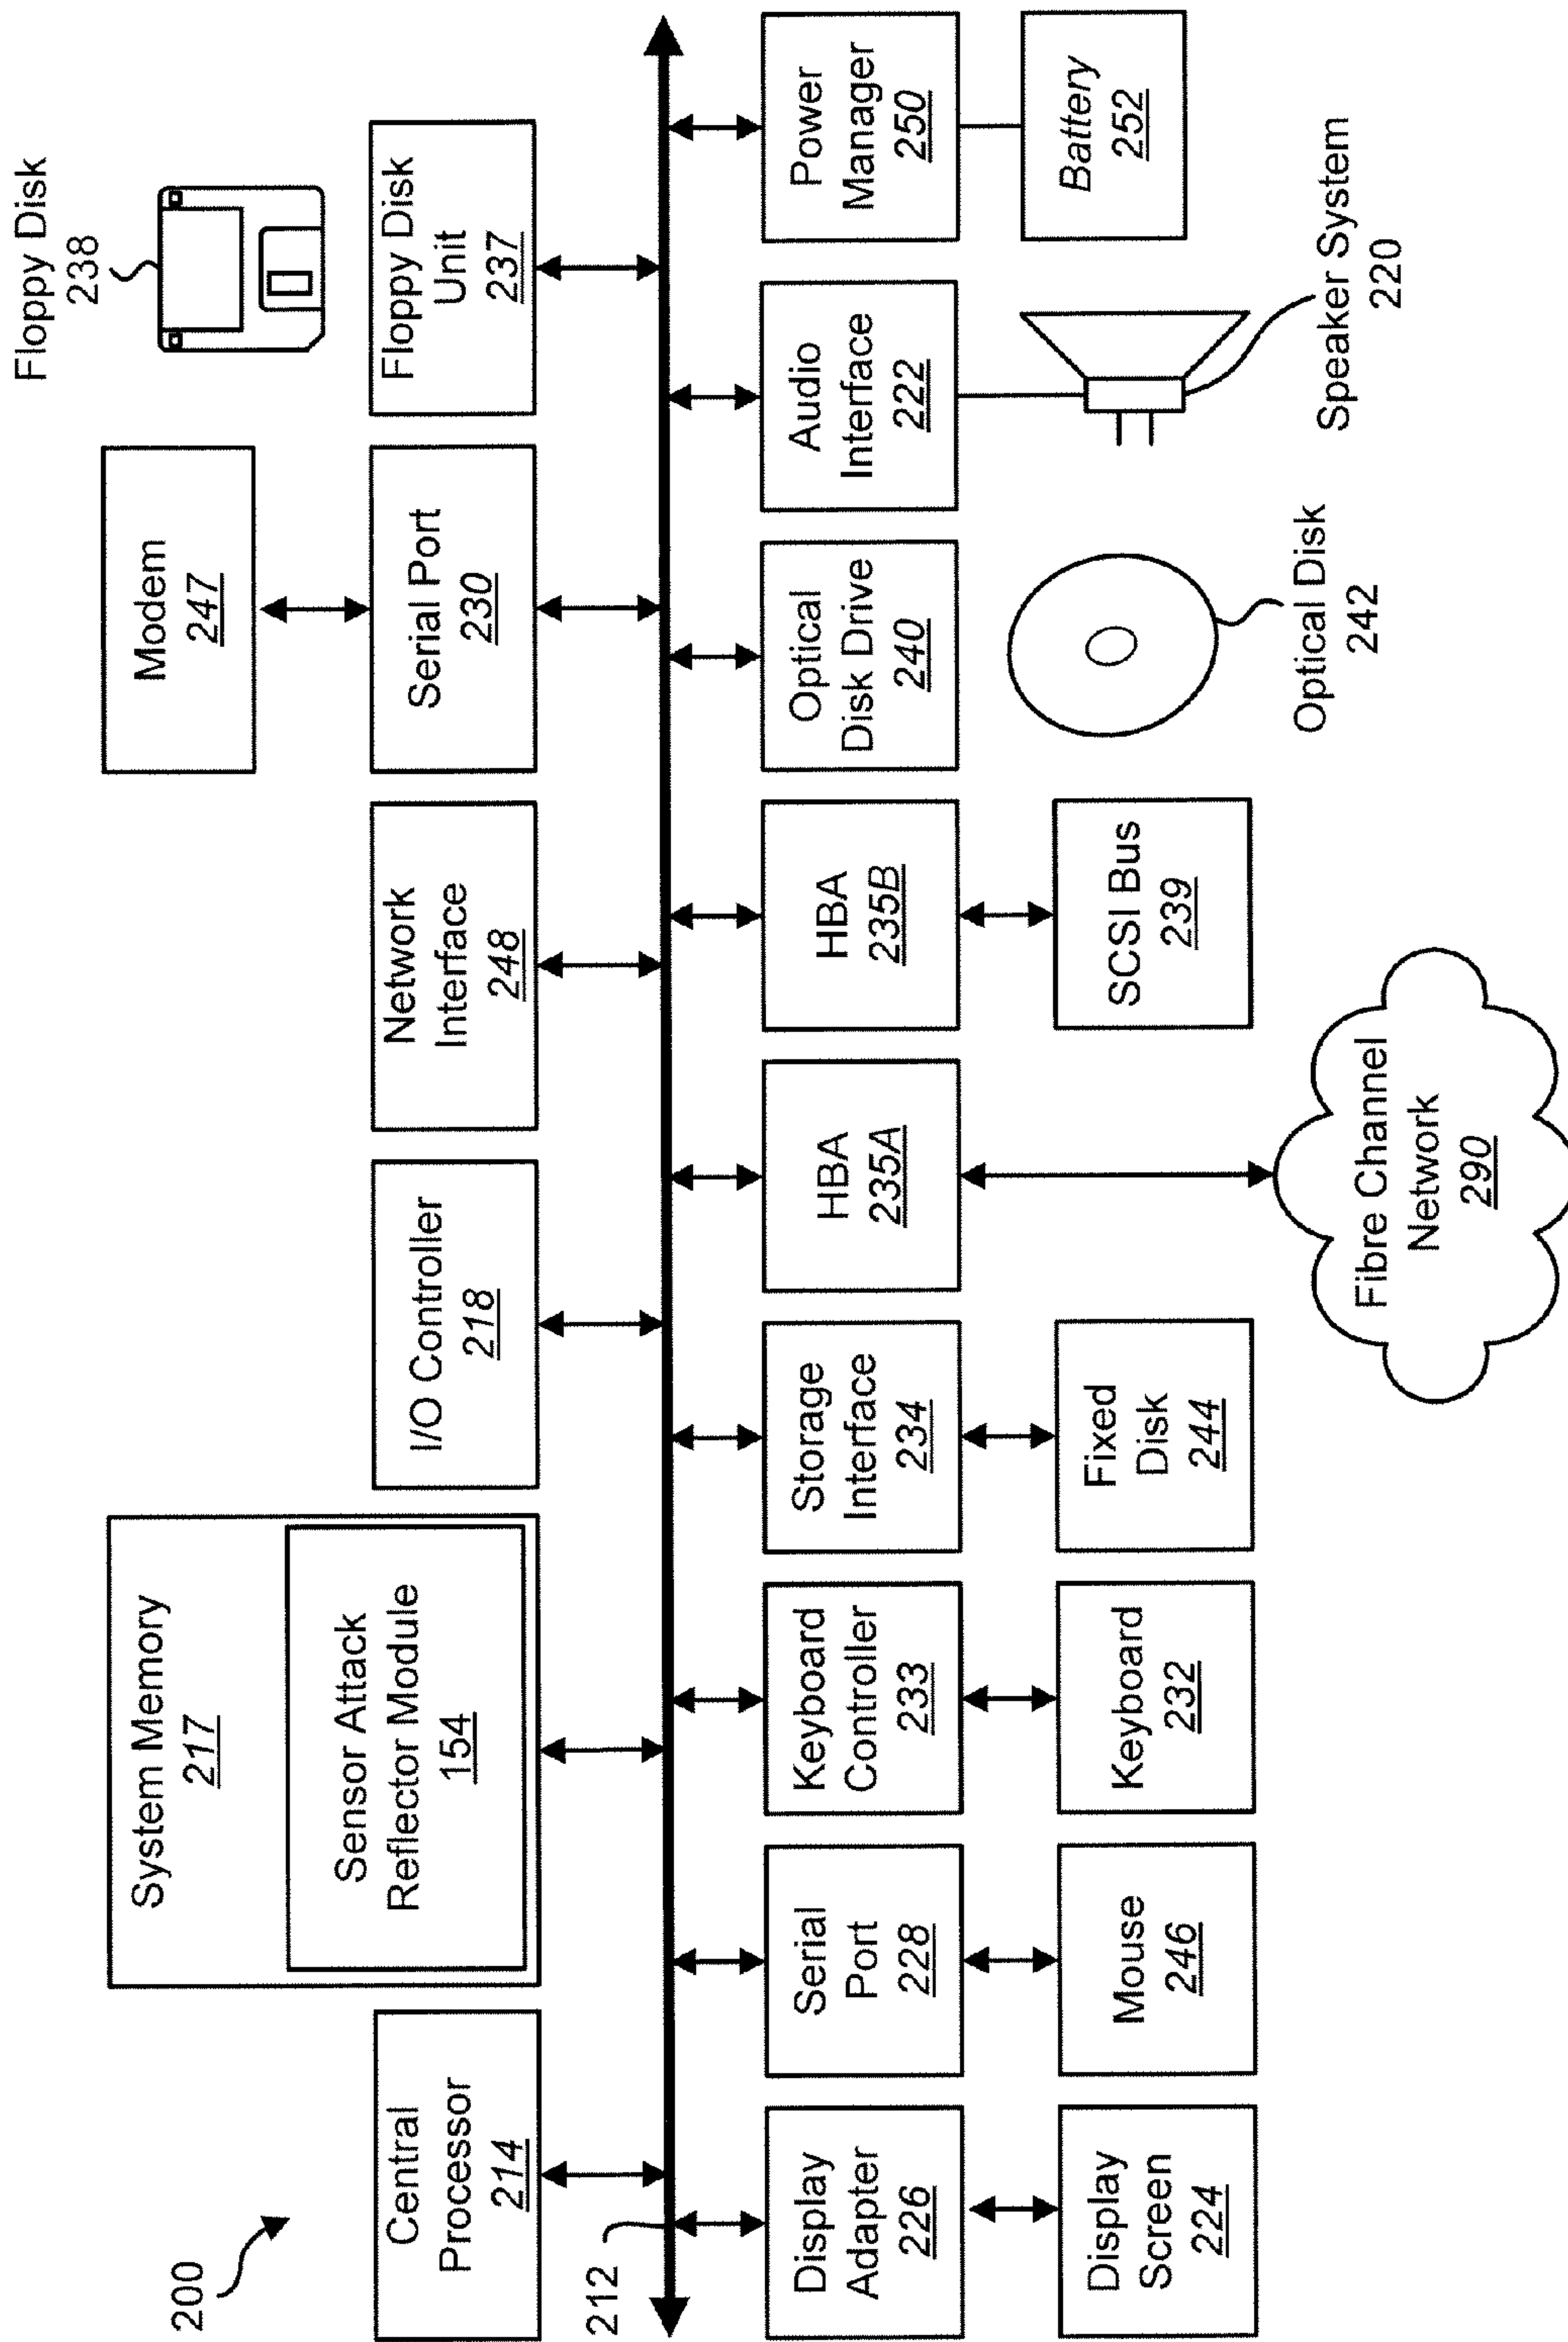 200
Central
Processor
214
System Memory
217
Sensor Attack
Reflector Module
154
I/O Controller
218
Network
Interface
248
Modem
247
Serial Port
230
Floppy Disk
238
Floppy Disk
Unit
237
212
Display
Adapter
226
Display
Screen
224
Serial
Port
228
Mouse
246
Keyboard
Controller
233
Keyboard
232
Storage
Interface
234
Fixed
Disk
244
HBA
235A
Fibre Channel
Network
290
HBA
235B
SCSI Bus
239
Optical
Disk Drive
240
Optical Disk
242
Audio
Interface
222
Speaker System
220
Power
Manager
250
Battery
252